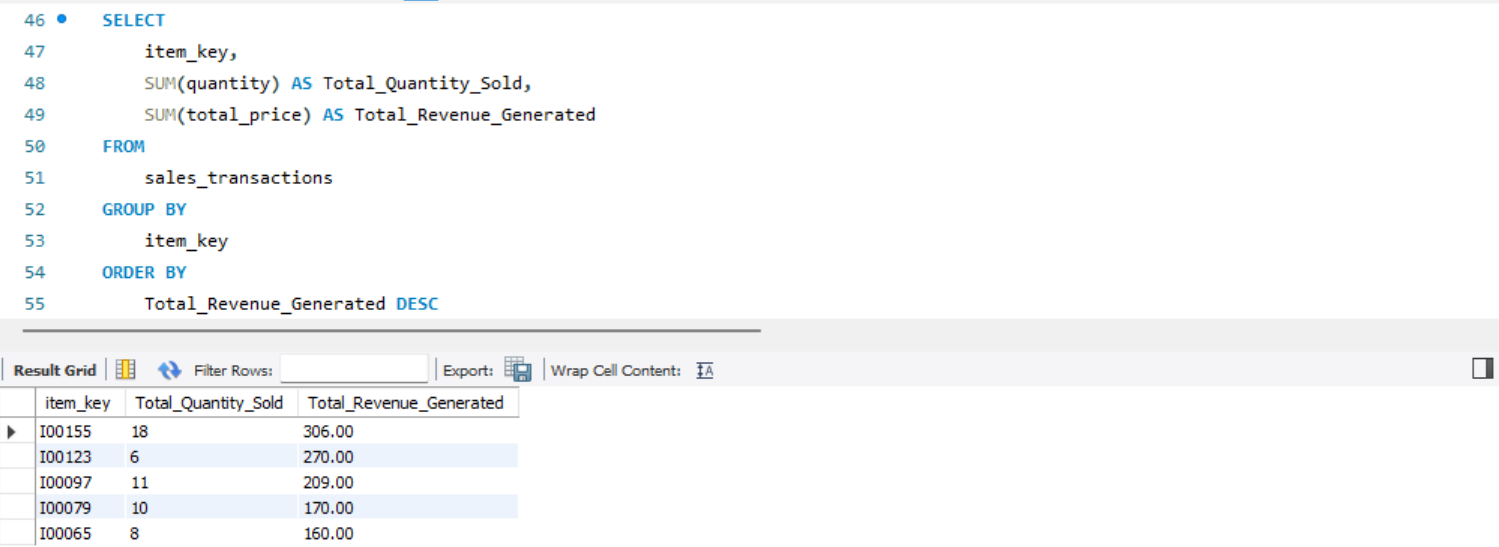 46 SELECT
47 item_key,
48 SUM(quantity) AS Total_Quantity_Sold,
49 SUM(total_price) AS Total_Revenue_Generated
50 FROM
51 sales_transactions
52 GROUP BY
53 item_key
54 ORDER BY
55 Total_Revenue_Generated DESC
Result Grid Filter Rows: Export: Wrap Cell Content: IA
item_key Total_Quantity_Sold Total_Revenue_Generated
I00155 18 306.00
I00123 6 270.00
I00097 11 209.00
I00079 10 170.00
I00065 8 160.00